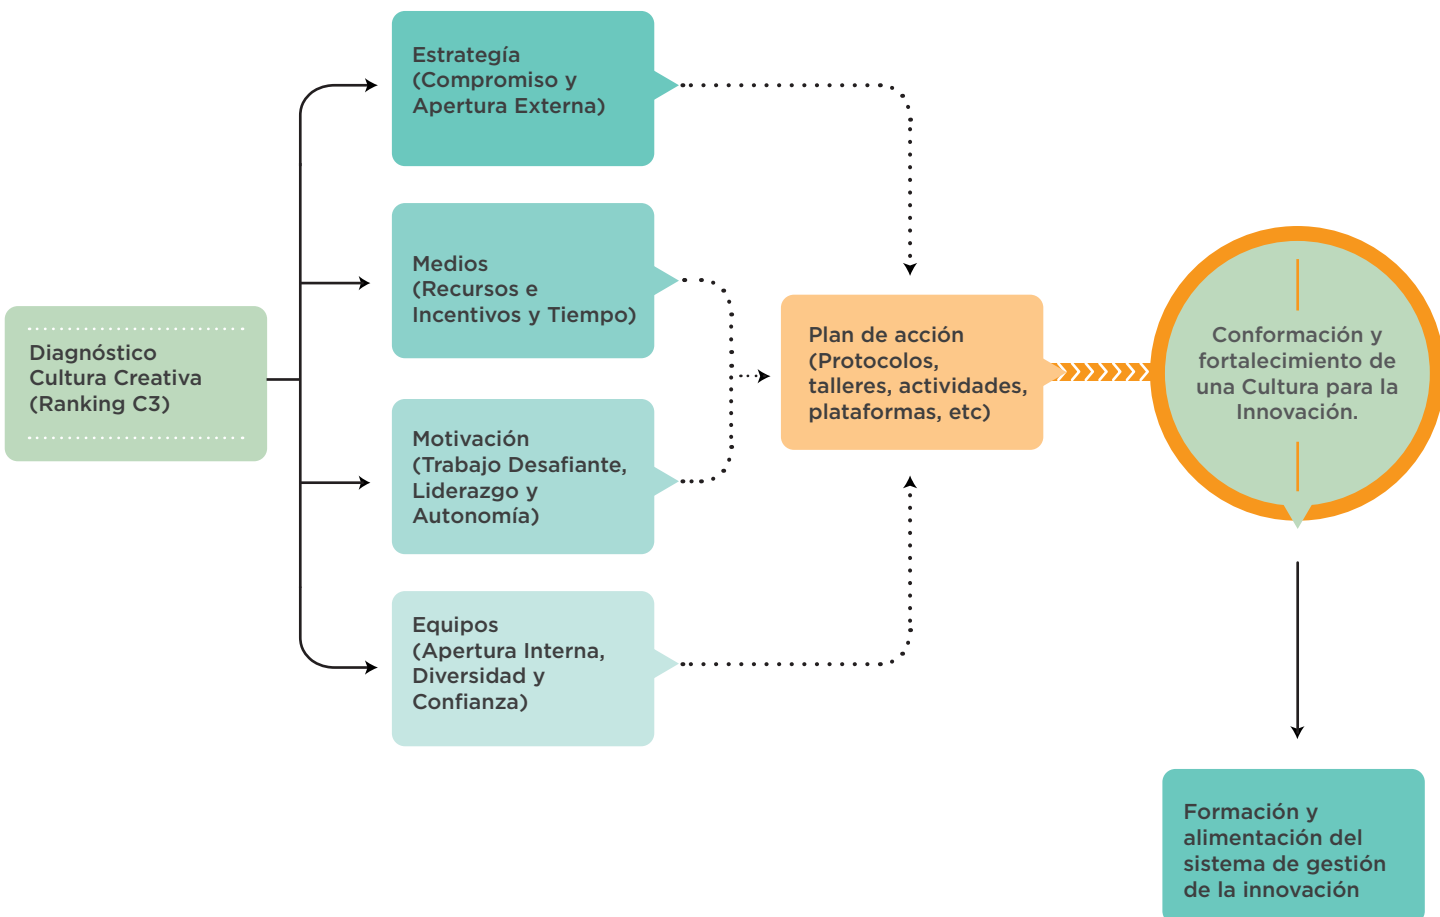 Estrategía
(Compromiso y
Apertura Externa)
Medios
(Recursos e
Incentivos y Tiempo)
Diagnóstico
Cultura Creativa
(Ranking C3)
Motivación
(Trabajo Desafiante,
Liderazgo y
Autonomía)
Equipos
(Apertura Interna,
Diversidad y
Confianza)
Plan de acción
(Protocolos,
talleres, actividades,
plataformas, etc)
Conformación y
fortalecimiento de
una Cultura para la
Innovación.
Formación y
alimentación del
sistema de gestión
de la innovación